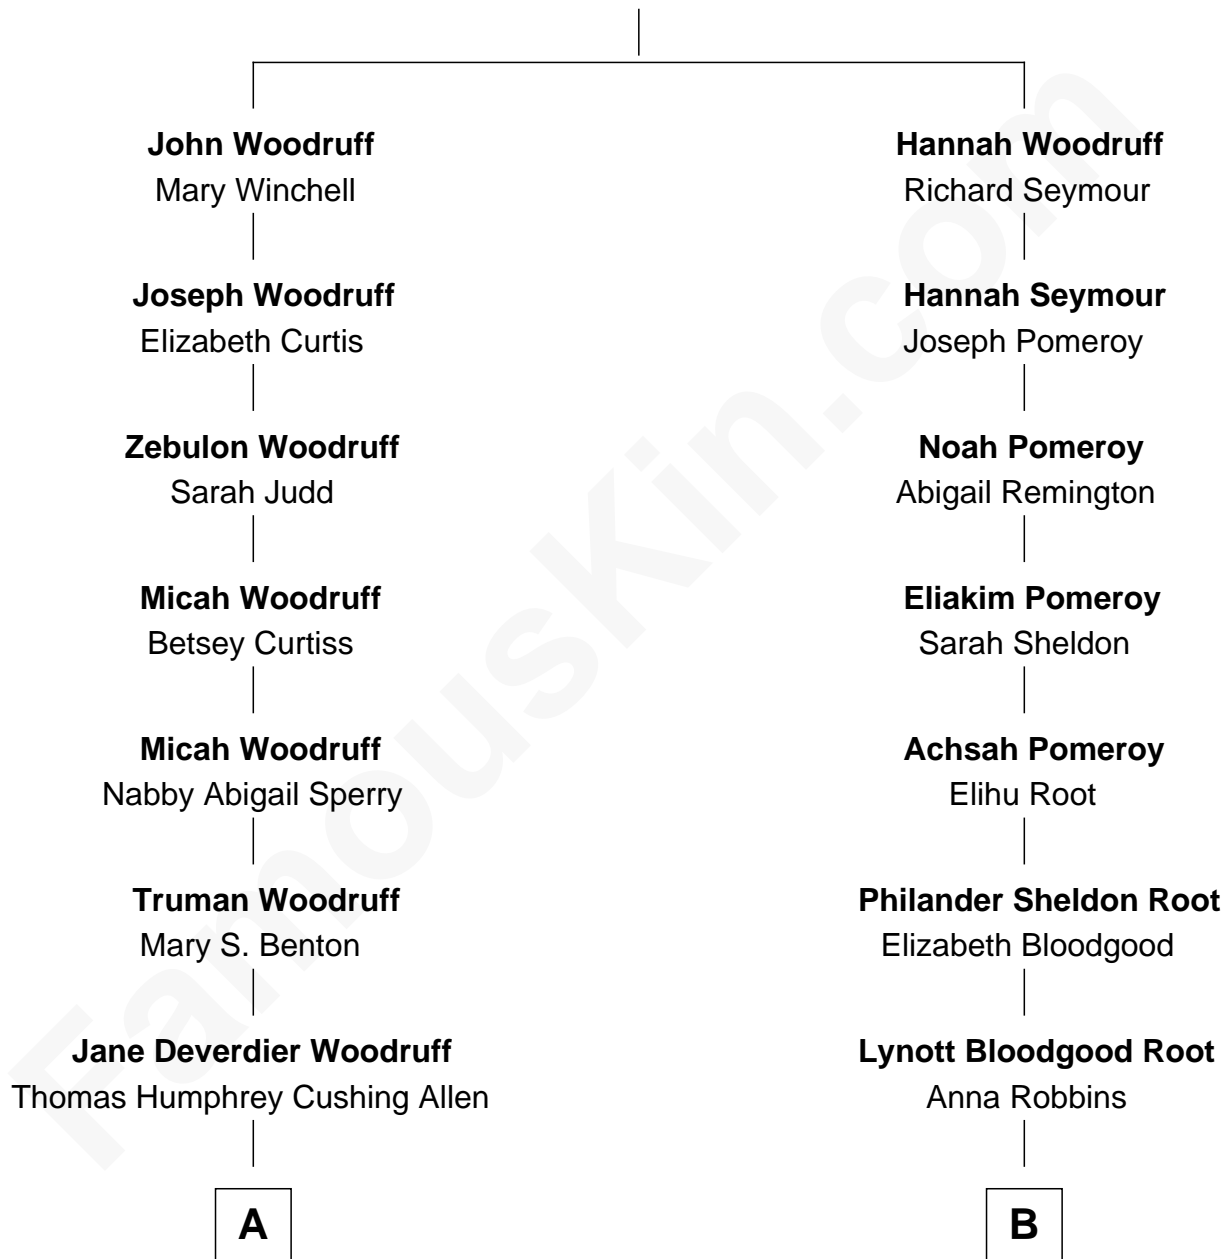 John Woodruff
Mary Winchell
Joseph Woodruff
Elizabeth Curtis
Zebulon Woodruff
Sarah Judd
Micah Woodruff
Betsey Curtiss
Micah Woodruff
Nabby Abigail Sperry
Truman Woodruff
Mary S. Benton
Jane Deverdier Woodruff
Thomas Humphrey Cushing Allen
A
Hannah Woodruff
Richard Seymour
Hannah Seymour
Joseph Pomeroy
Noah Pomeroy
Abigail Remington
Eliakim Pomeroy
Sarah Sheldon
Achsah Pomeroy
Elihu Root
Philander Sheldon Root
Elizabeth Bloodgood
Lynott Bloodgood Root
Anna Robbins
B
FamousKin.com